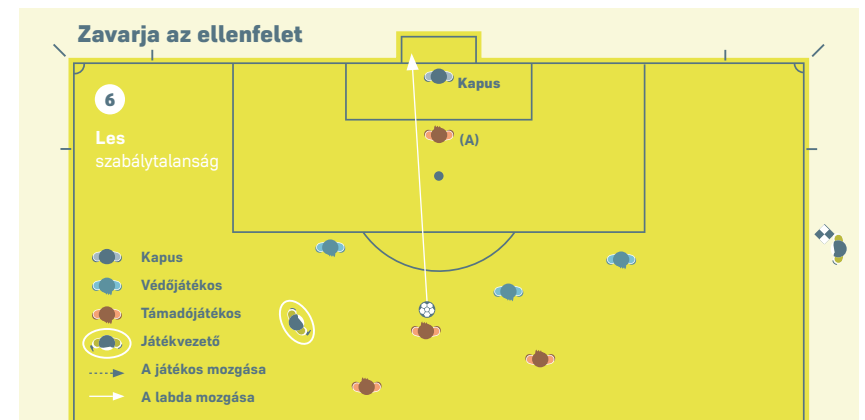 Zavarja az ellenfelet
Kapus
6
(A)
Les
szabálytalanság
Kapus
Védőjátékos
Támadójátékos
Játékvezető
A játékos mozgása
A labda mozgása